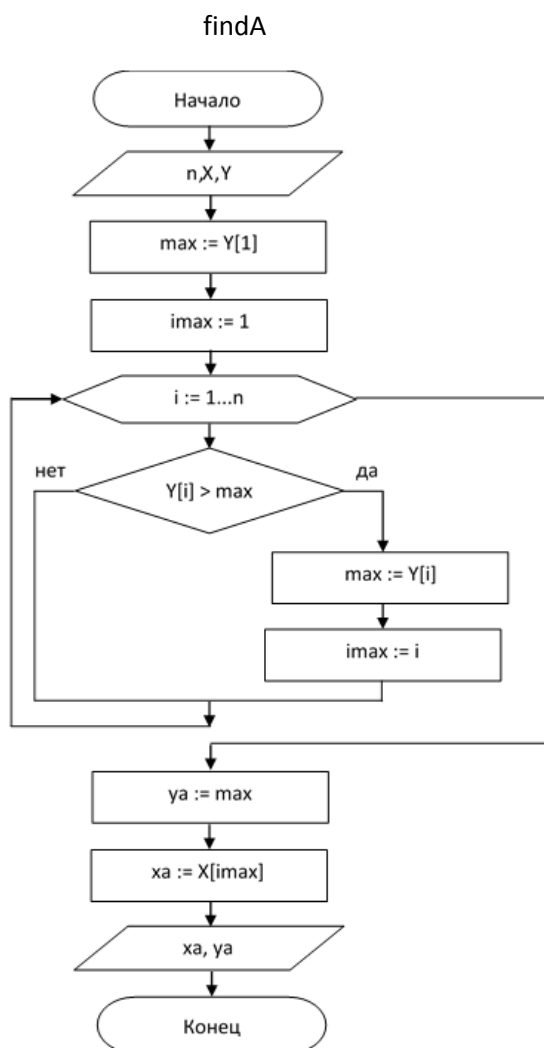 findA
Начало
n,X,Y
max := Y[1]
imax := 1
i := 1...n
нет
да
Y[i] > max
max := Y[i]
imax := i
ya := max
xa := X[imax]
xa, ya
Конец